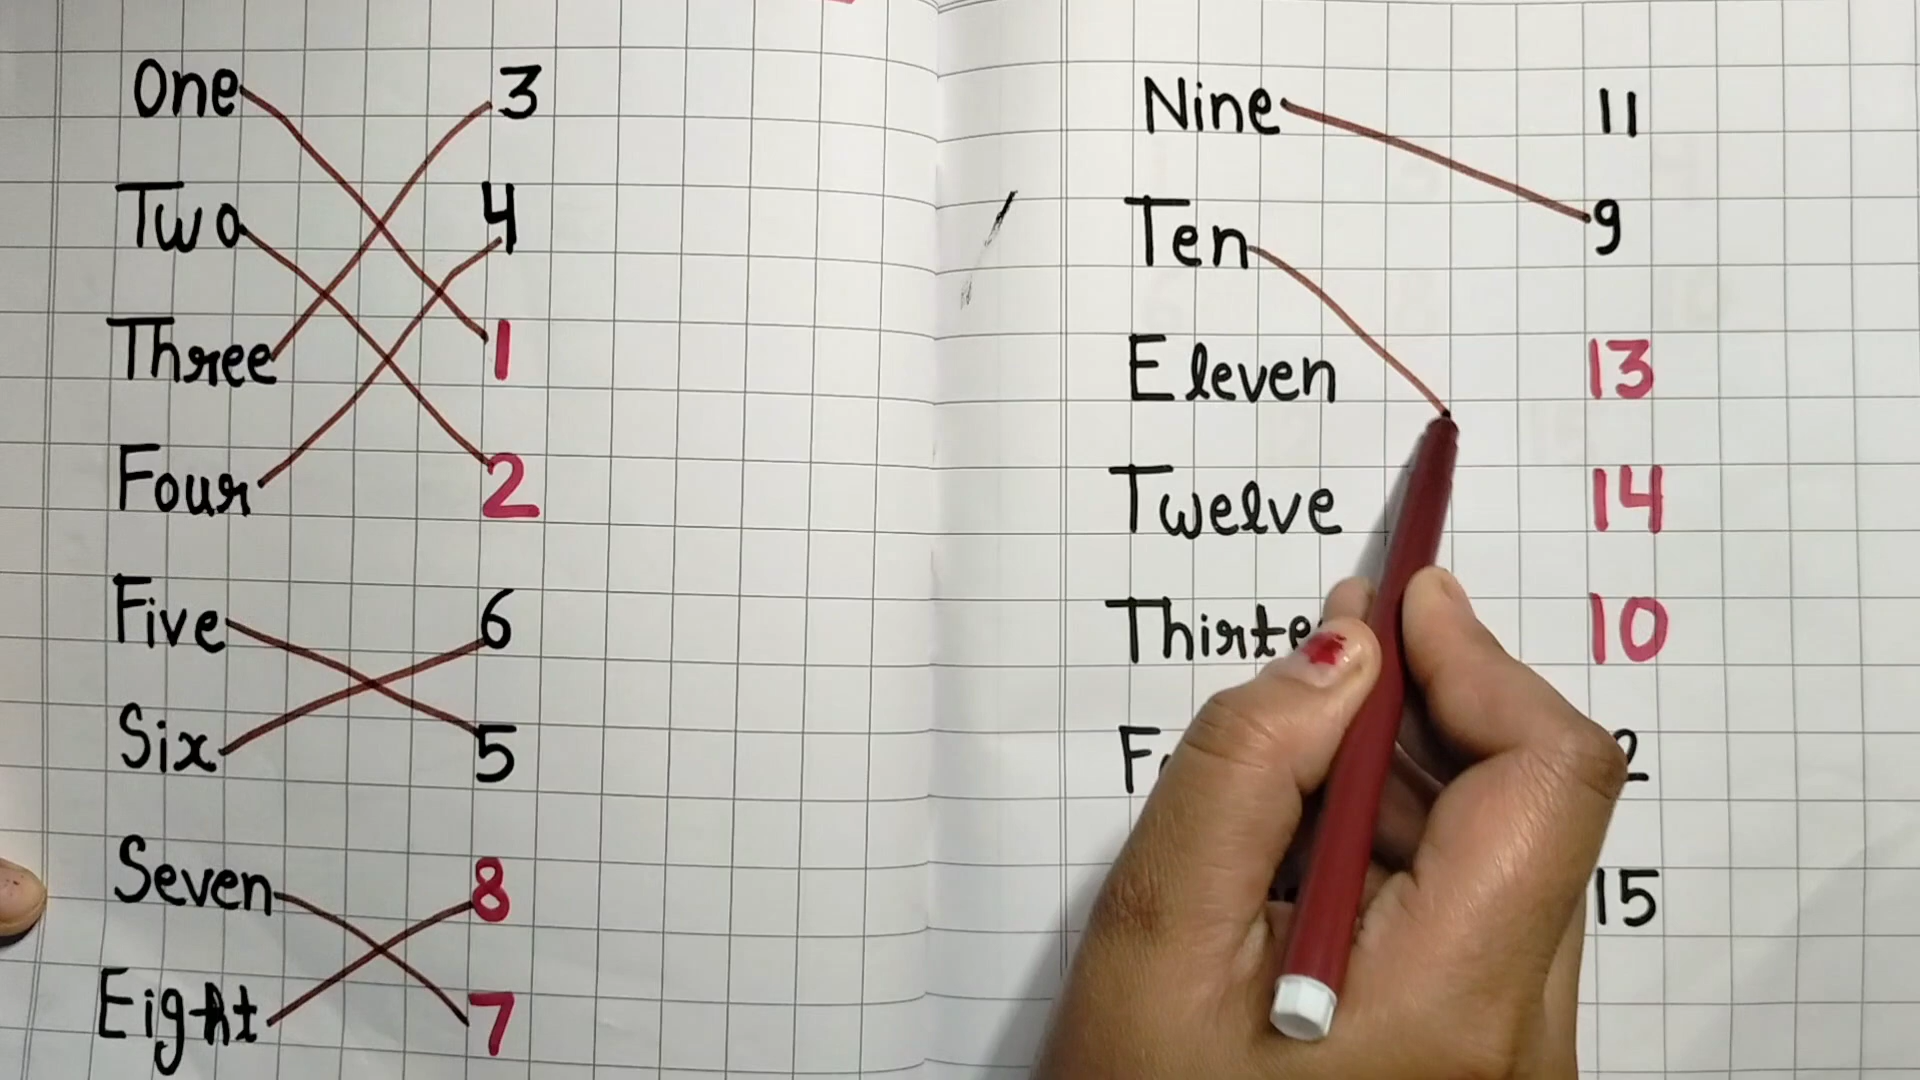 One 3
Two 4
Three 1
Four 2
Five 6
Six 5
Seven 8
Eight 7
Nine 11
Ten 9
Eleven 13
Twelve 14
10
15